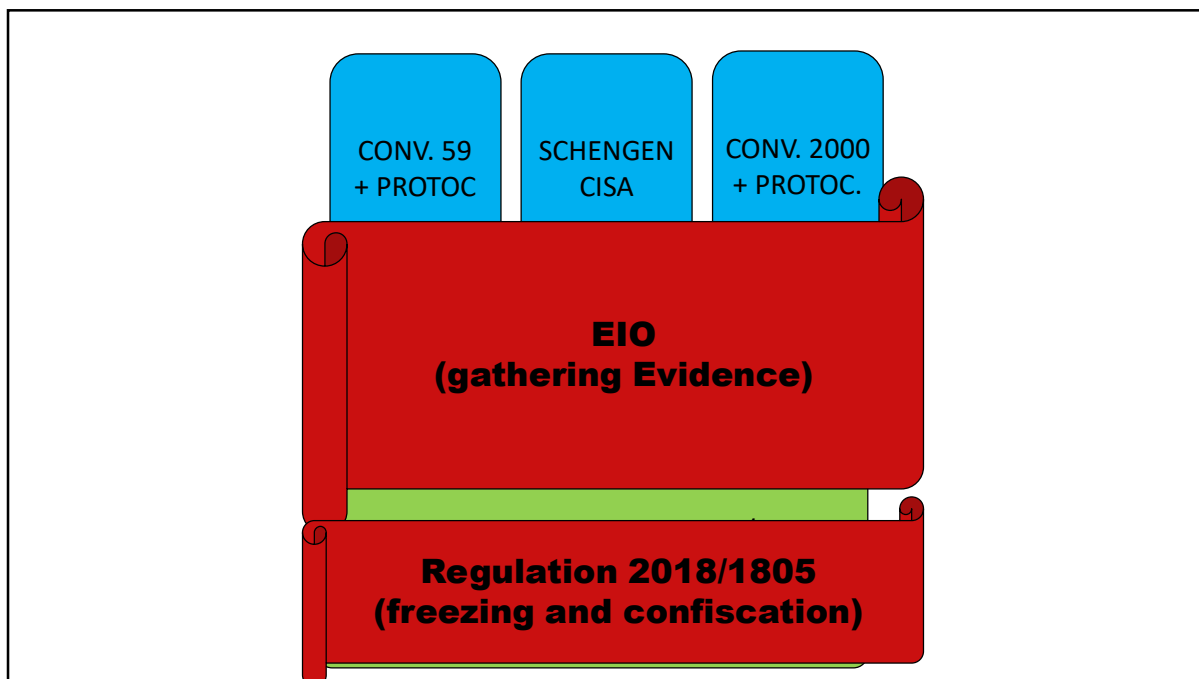 CONV. 59
+ PROTOC
SCHENGEN
CISA
CONV. 2000
+ PROTOC.
EIO
(gathering Evidence)
Regulation 2018/1805
(freezing and confiscation)